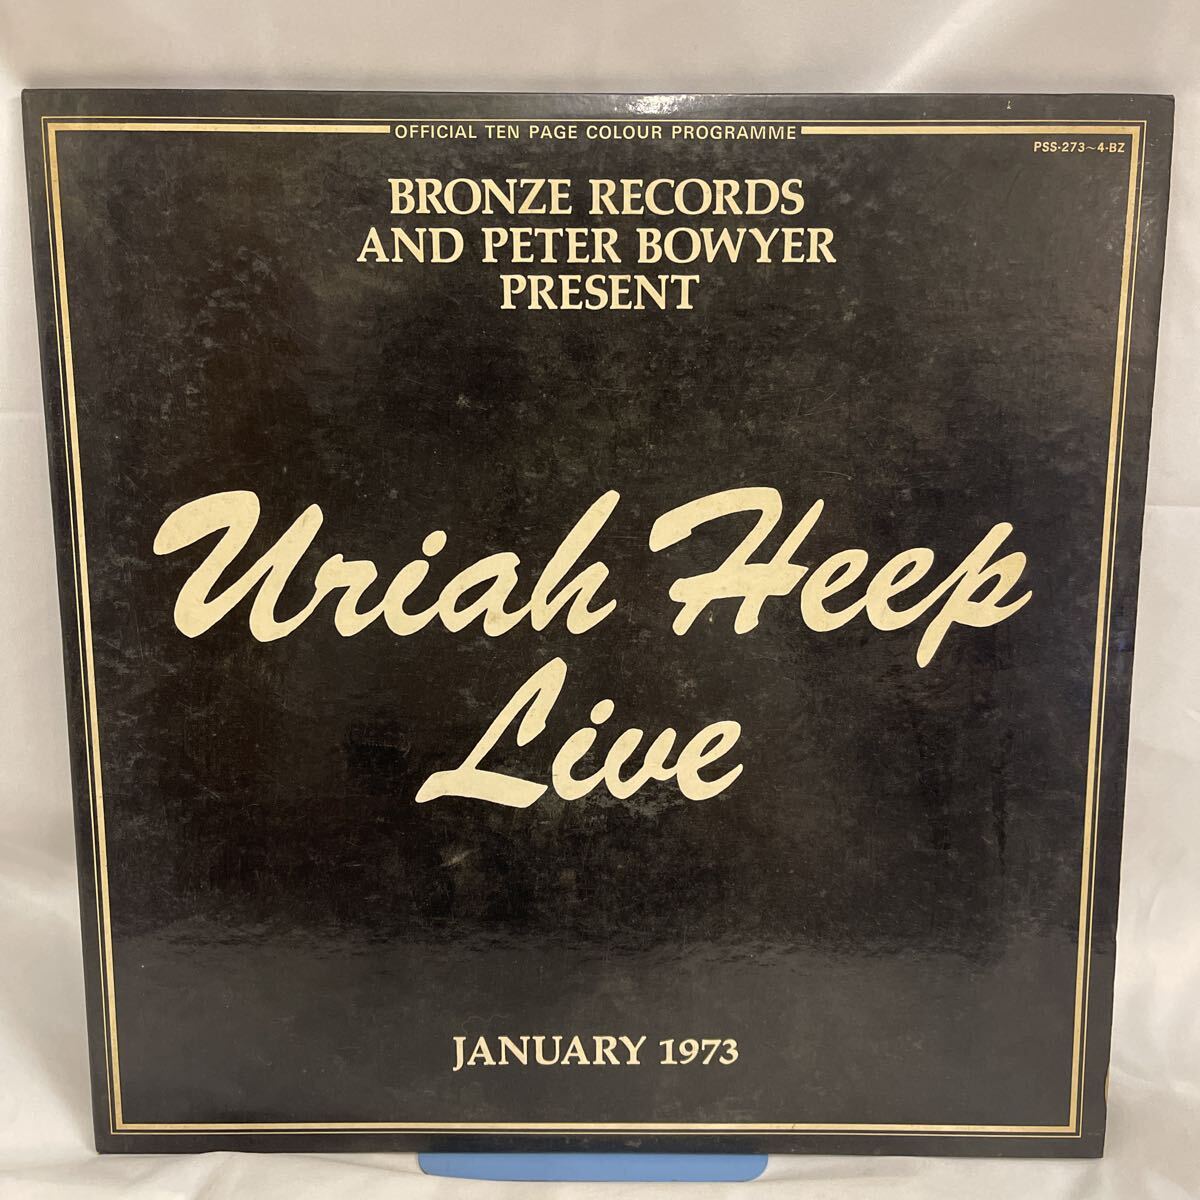 OFFICIAL TEN PAGE COLOUR PROGRAMME
PSS-273~4-BZ
BRONZE RECORDS
AND PETER BOWYER
PRESENT
Uriah Heep
Live
JANUARY 1973